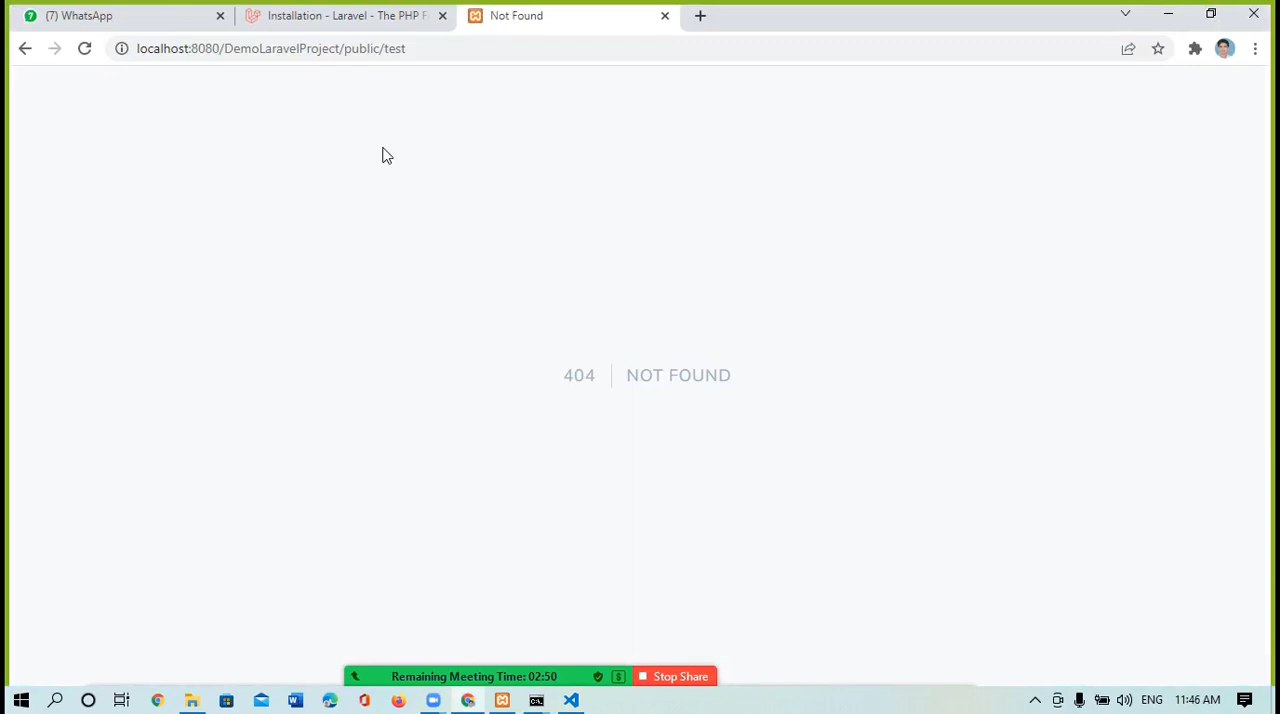 (7) WhatsApp
Installation - Laravel - The PHP F
Not Found
localhost:8080/DemoLaravelProject/public/test
404
NOT FOUND
Remaining Meeting Time: 02:50
Stop Share
ENG
11:46 AM